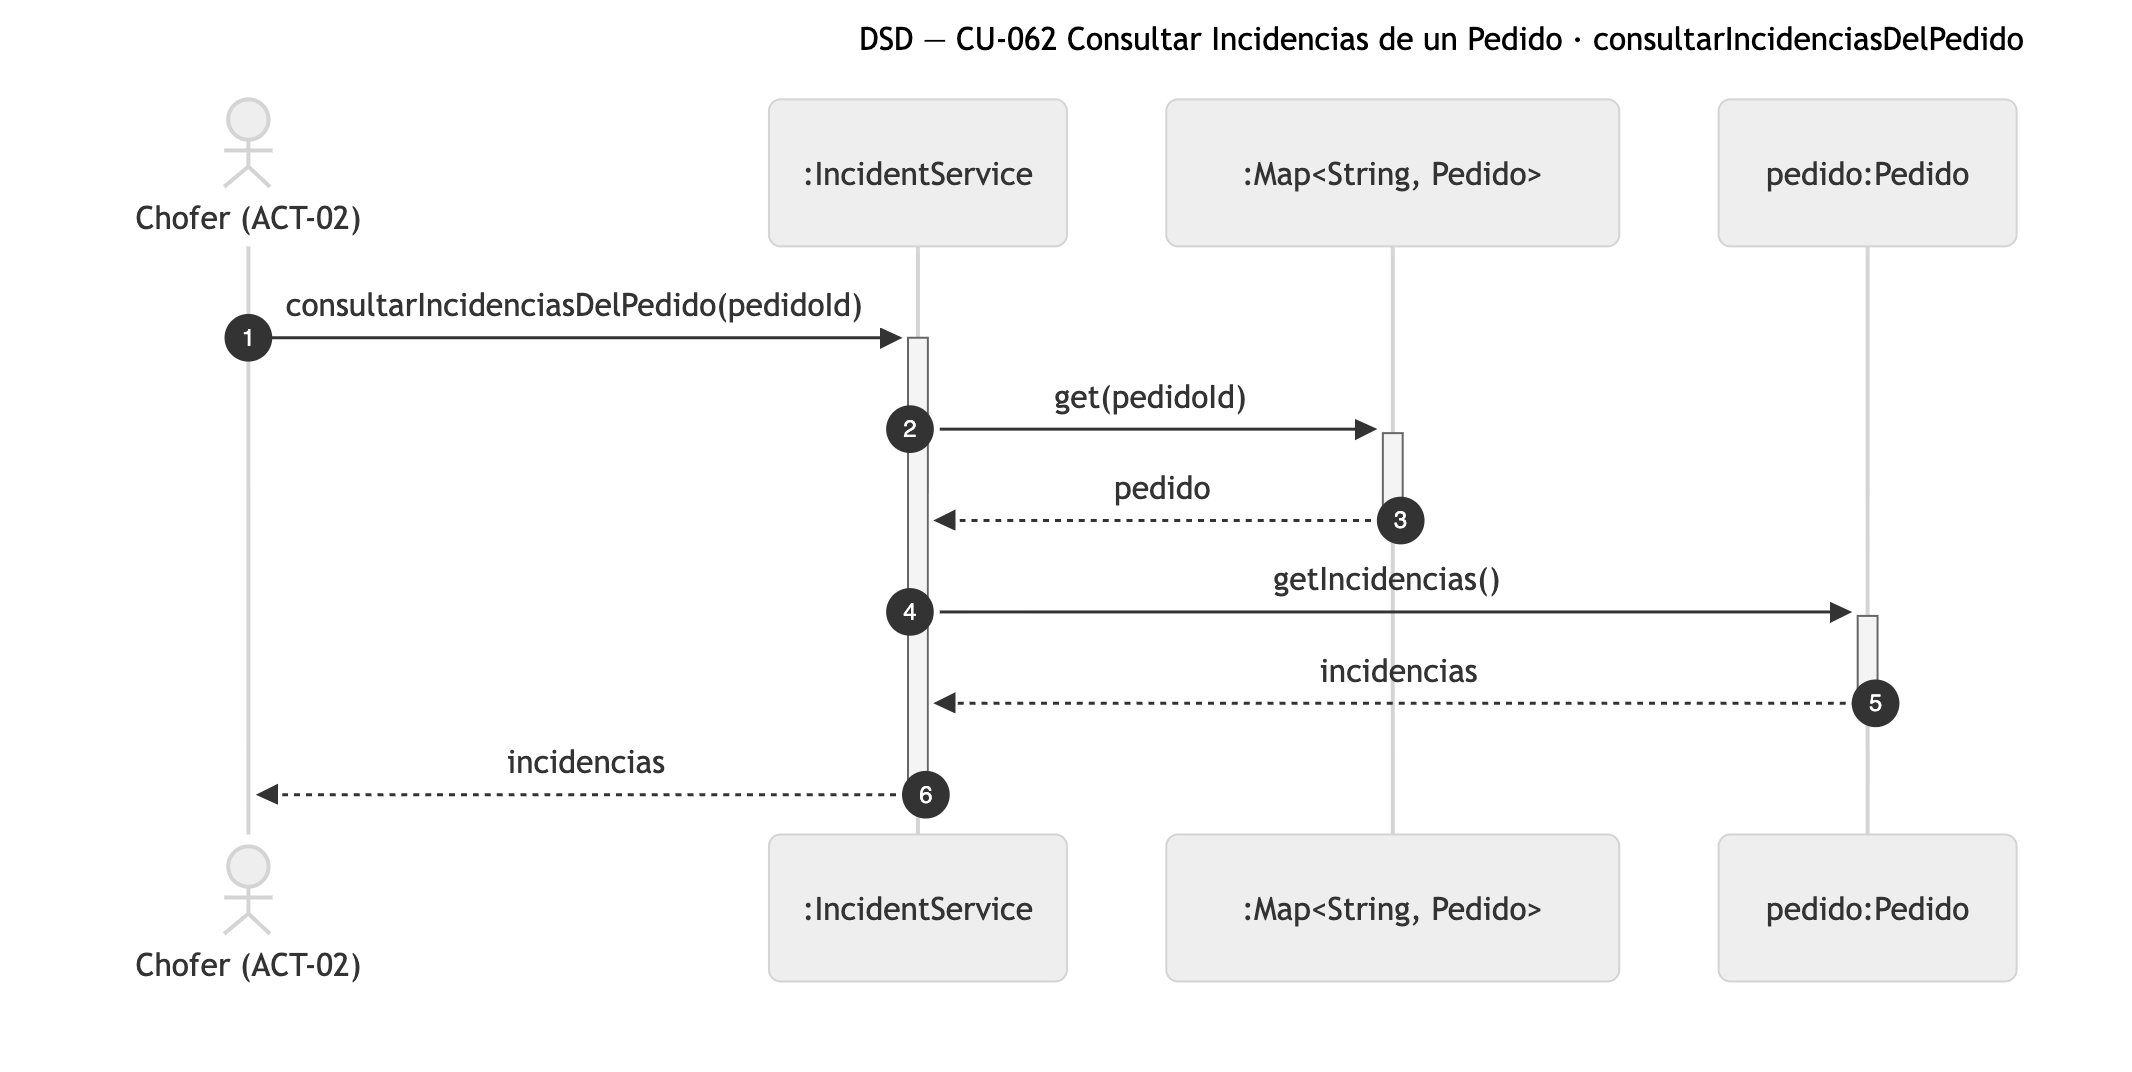 DSD — CU-062 Consultar Incidencias de un Pedido · consultarIncidenciasDelPedido
Chofer (ACT-02)
:IncidentService
:Map<String, Pedido>
pedido:Pedido
consultarIncidenciasDelPedido(pedidoId)
1
get(pedidoId)
2
pedido
3
getIncidencias()
4
incidencias
5
incidencias
6
Chofer (ACT-02)
:IncidentService
:Map<String, Pedido>
pedido:Pedido